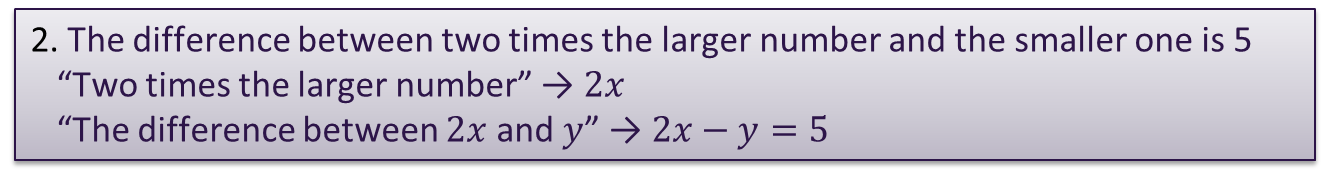 2. The difference between two times the larger number and the smaller one is 5
“Two times the larger number” → 2x
“The difference between 2x and y” → 2x − y = 5